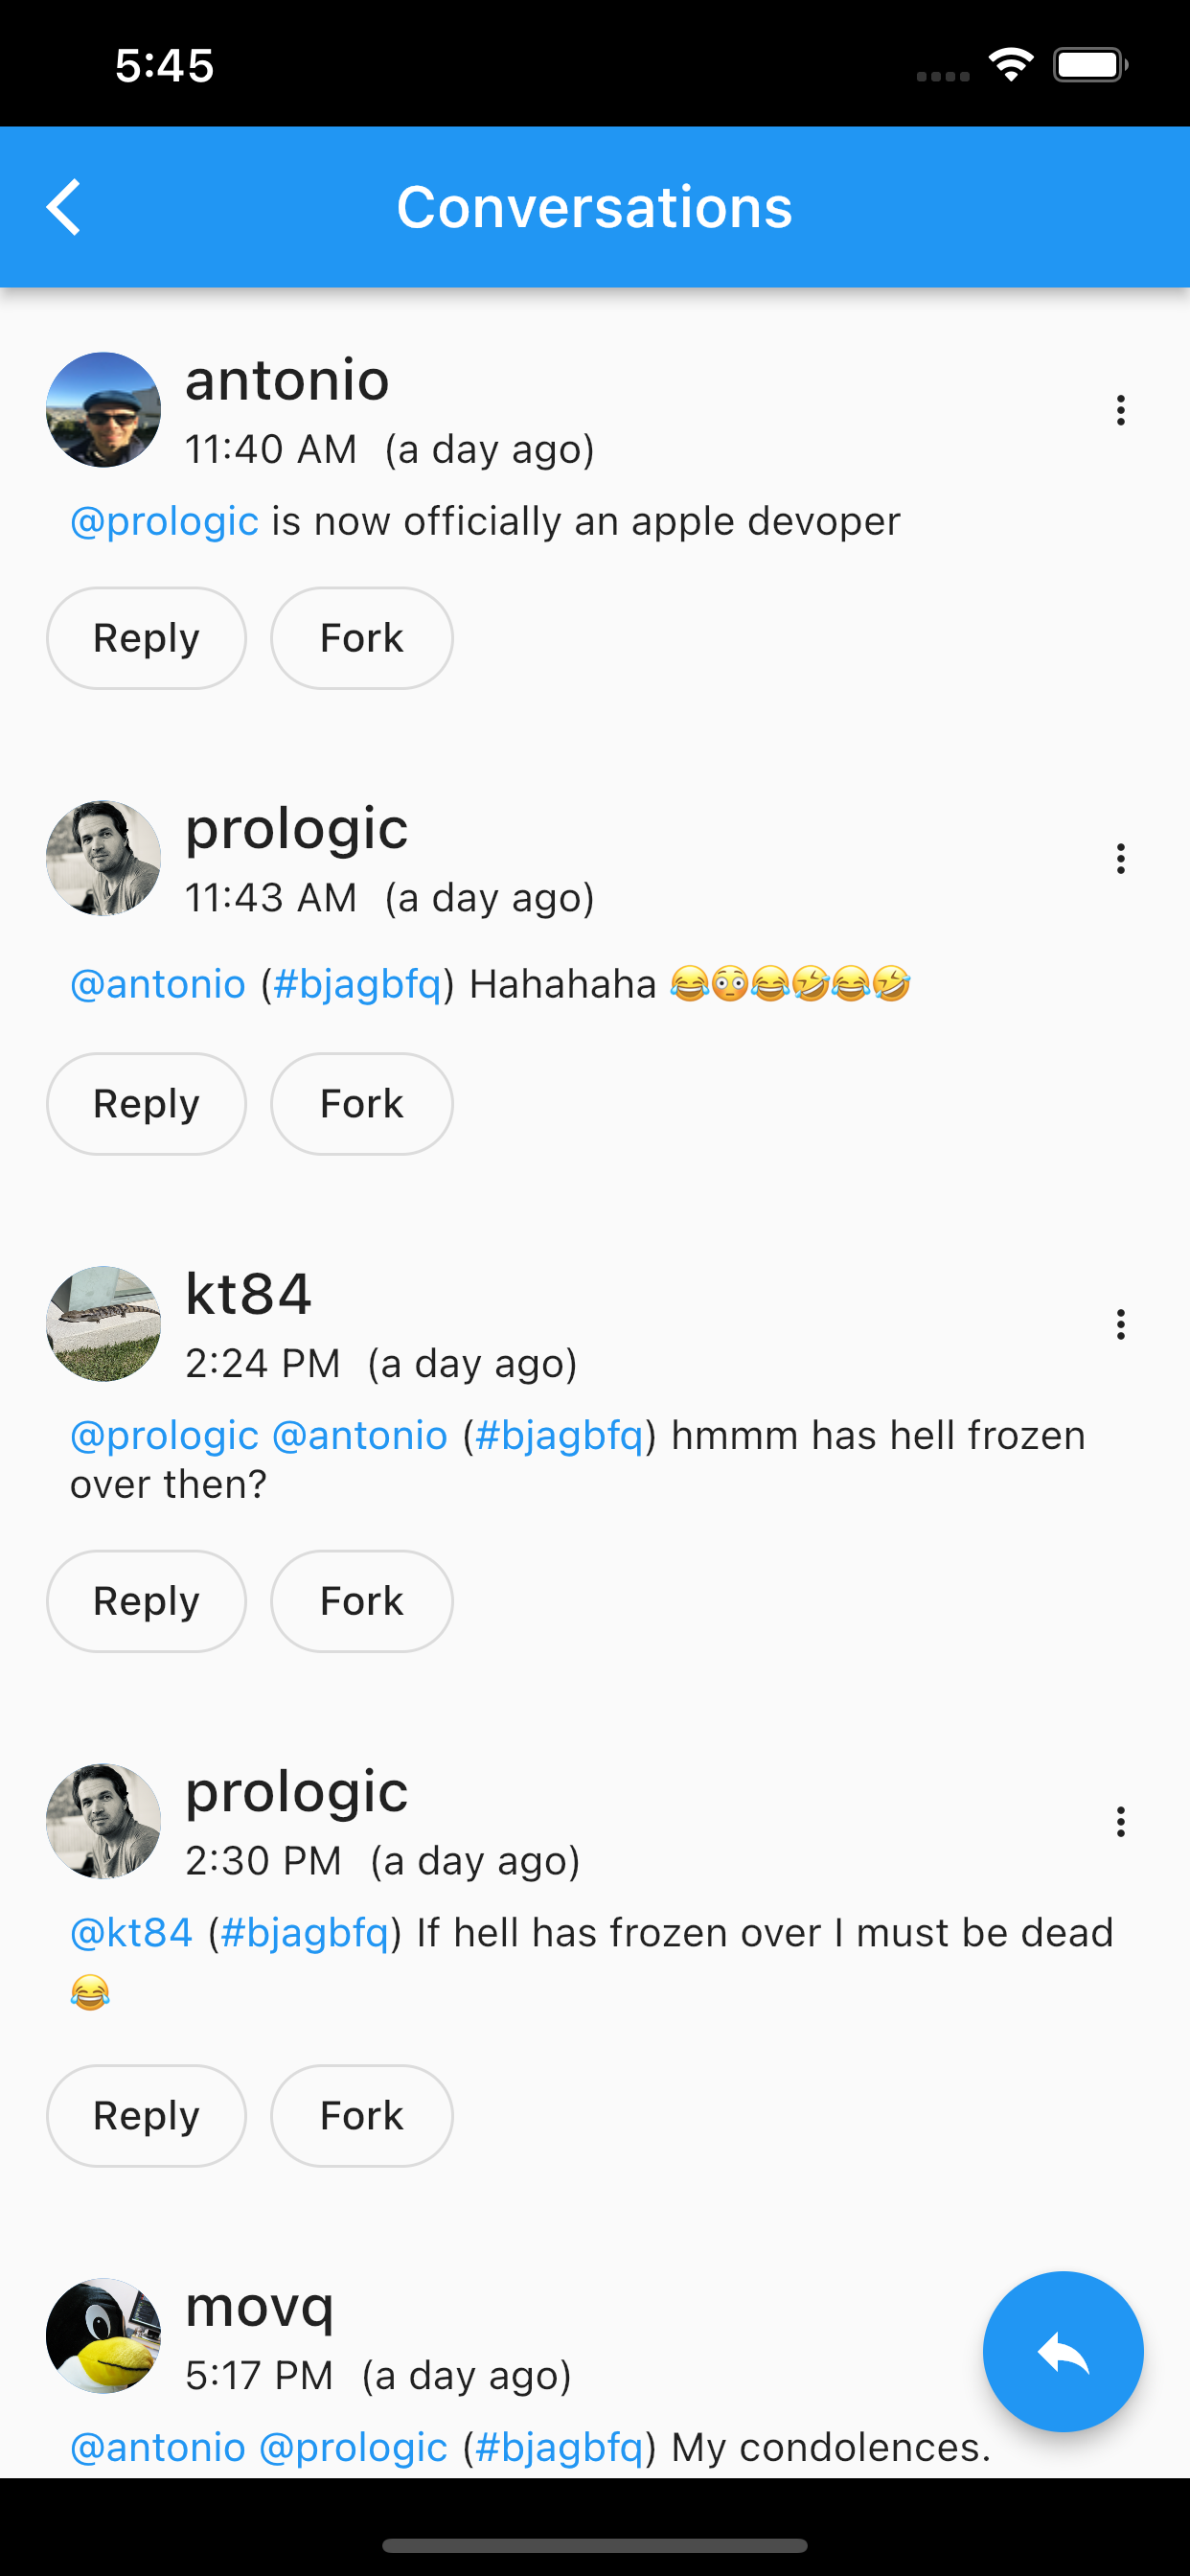 5:45
Conversations
antonio
11:40 AM (a day ago)
@prologic is now officially an apple devoper
Reply Fork
prologic
11:43 AM (a day ago)
@antonio (#bjagbfq) Hahahaha 😂😳😂🤣😂🤣
Reply Fork
kt84
2:24 PM (a day ago)
@prologic @antonio (#bjagbfq) hmmm has hell frozen
over then?
Reply Fork
prologic
2:30 PM (a day ago)
@kt84 (#bjagbfq) If hell has frozen over I must be dead
😂
Reply Fork
movq
5:17 PM (a day ago)
@antonio @prologic (#bjagbfq) My condolences.